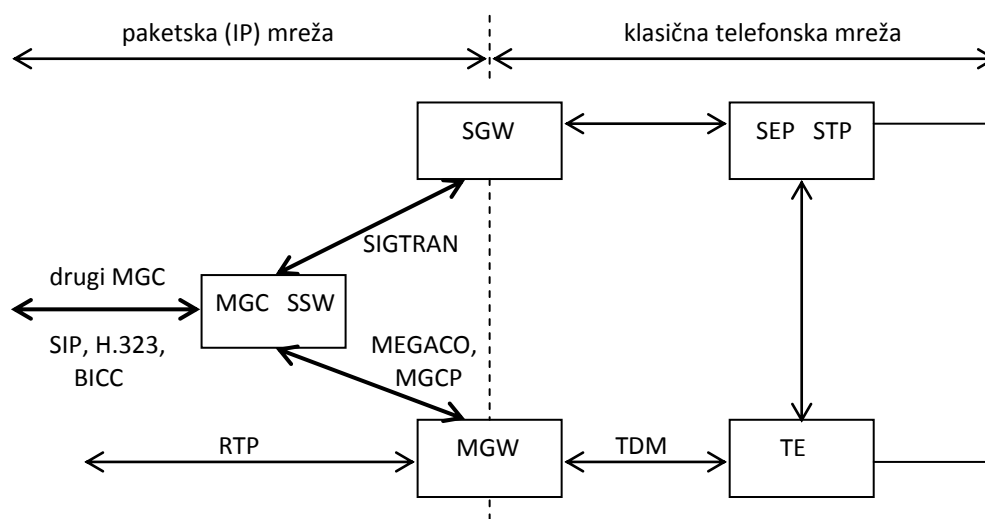 paketska (IP) mreža
klasična telefonska mreža
SGW
SEP STP
SIGTRAN
drugi MGC
MGC SSW
SIP, H.323,
BICC
MEGACO,
MGCP
RTP
MGW
TDM
TE